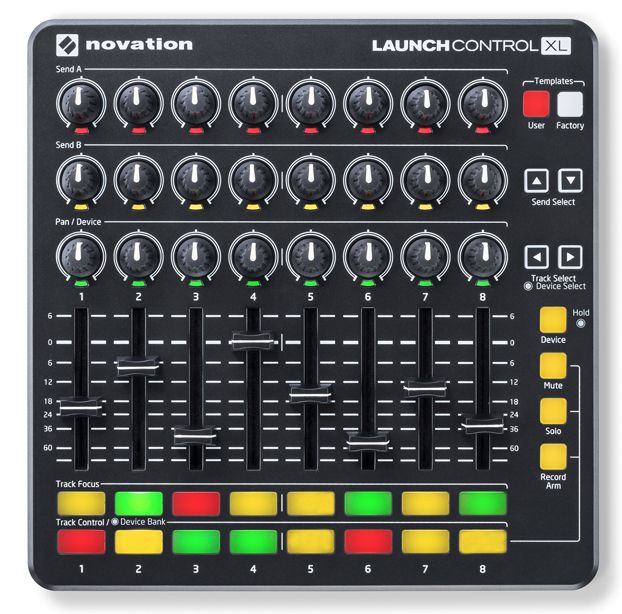 novation
LAUNCHCONTROL XL
Send A
Templates
User Factory
Send B
Send Select
Pan / Device
Track Select
Device Select
1 2 3 4 5 6 7 8
6 6
Hold
0 0
Device
6 6
12 12
Mute
18 18
24 24
Solo
36 36
60 60
Record
Arm
Track Focus
Track Control / Device Bank
1 2 3 4 5 6 7 8